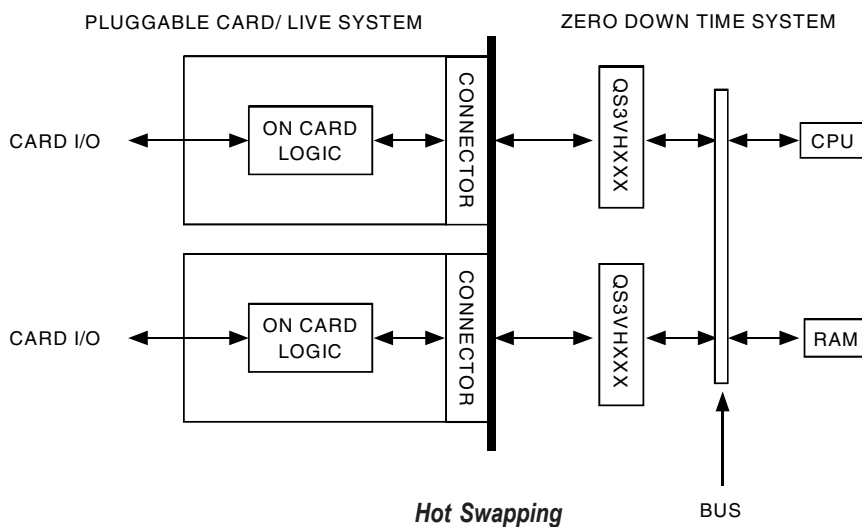 PLUGGABLE CARD/ LIVE SYSTEM
ZERO DOWN TIME SYSTEM
CARD I/O
ON CARD
LOGIC
CONNECTOR
QS3VHXXX
CPU
CARD I/O
ON CARD
LOGIC
CONNECTOR
QS3VHXXX
RAM
Hot Swapping
BUS